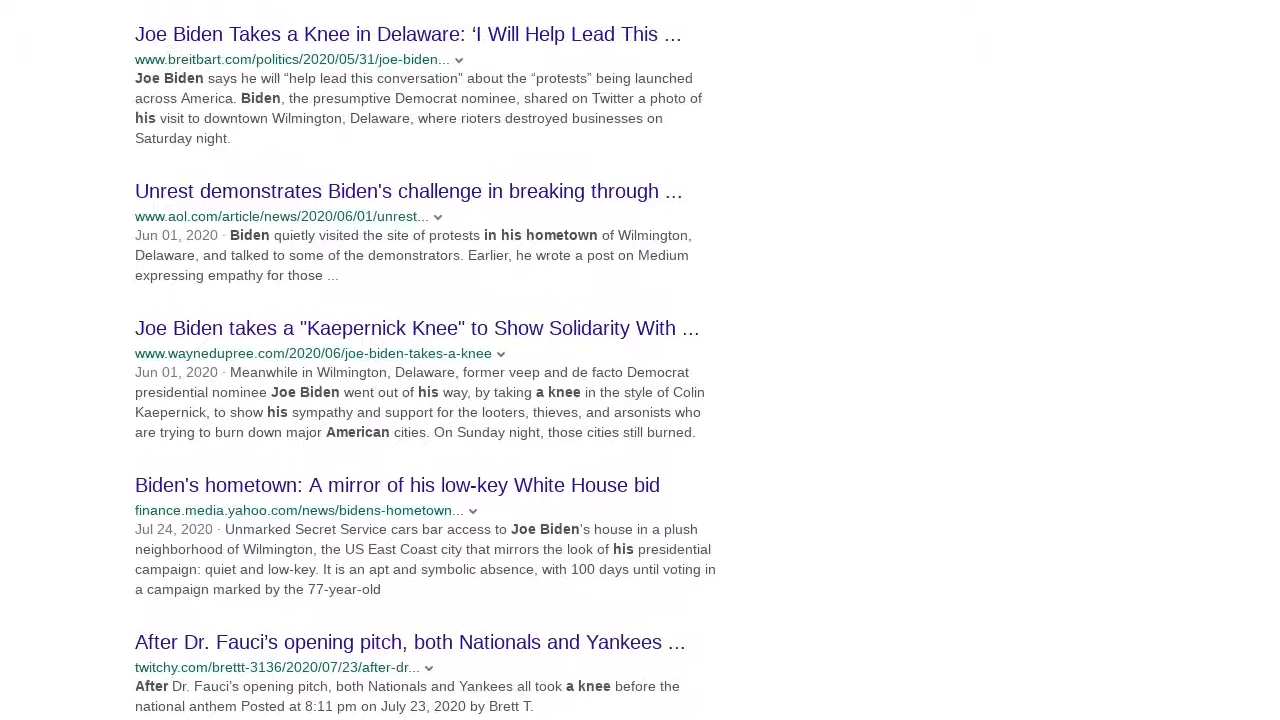 Joe Biden Takes a Knee in Delaware: ‘I Will Help Lead This ...
www.breitbart.com/politics/2020/05/31/joe-biden...
Joe Biden says he will “help lead this conversation” about the “protests” being launched
across America. Biden, the presumptive Democrat nominee, shared on Twitter a photo of
his visit to downtown Wilmington, Delaware, where rioters destroyed businesses on
Saturday night.
Unrest demonstrates Biden's challenge in breaking through ...
www.aol.com/article/news/2020/06/01/unrest...
Jun 01, 2020 · Biden quietly visited the site of protests in his hometown of Wilmington,
Delaware, and talked to some of the demonstrators. Earlier, he wrote a post on Medium
expressing empathy for those ...
Joe Biden takes a "Kaepernick Knee" to Show Solidarity With ...
www.waynedupree.com/2020/06/joe-biden-takes-a-knee
Jun 01, 2020 · Meanwhile in Wilmington, Delaware, former veep and de facto Democrat
presidential nominee Joe Biden went out of his way, by taking a knee in the style of Colin
Kaepernick, to show his sympathy and support for the looters, thieves, and arsonists who
are trying to burn down major American cities. On Sunday night, those cities still burned.
Biden's hometown: A mirror of his low-key White House bid
finance.media.yahoo.com/news/bidens-hometown...
Jul 24, 2020 · Unmarked Secret Service cars bar access to Joe Biden's house in a plush
neighborhood of Wilmington, the US East Coast city that mirrors the look of his presidential
campaign: quiet and low-key. It is an apt and symbolic absence, with 100 days until voting in
a campaign marked by the 77-year-old
After Dr. Fauci’s opening pitch, both Nationals and Yankees ...
twitchy.com/brettt-3136/2020/07/23/after-dr...
After Dr. Fauci’s opening pitch, both Nationals and Yankees all took a knee before the
national anthem Posted at 8:11 pm on July 23, 2020 by Brett T.